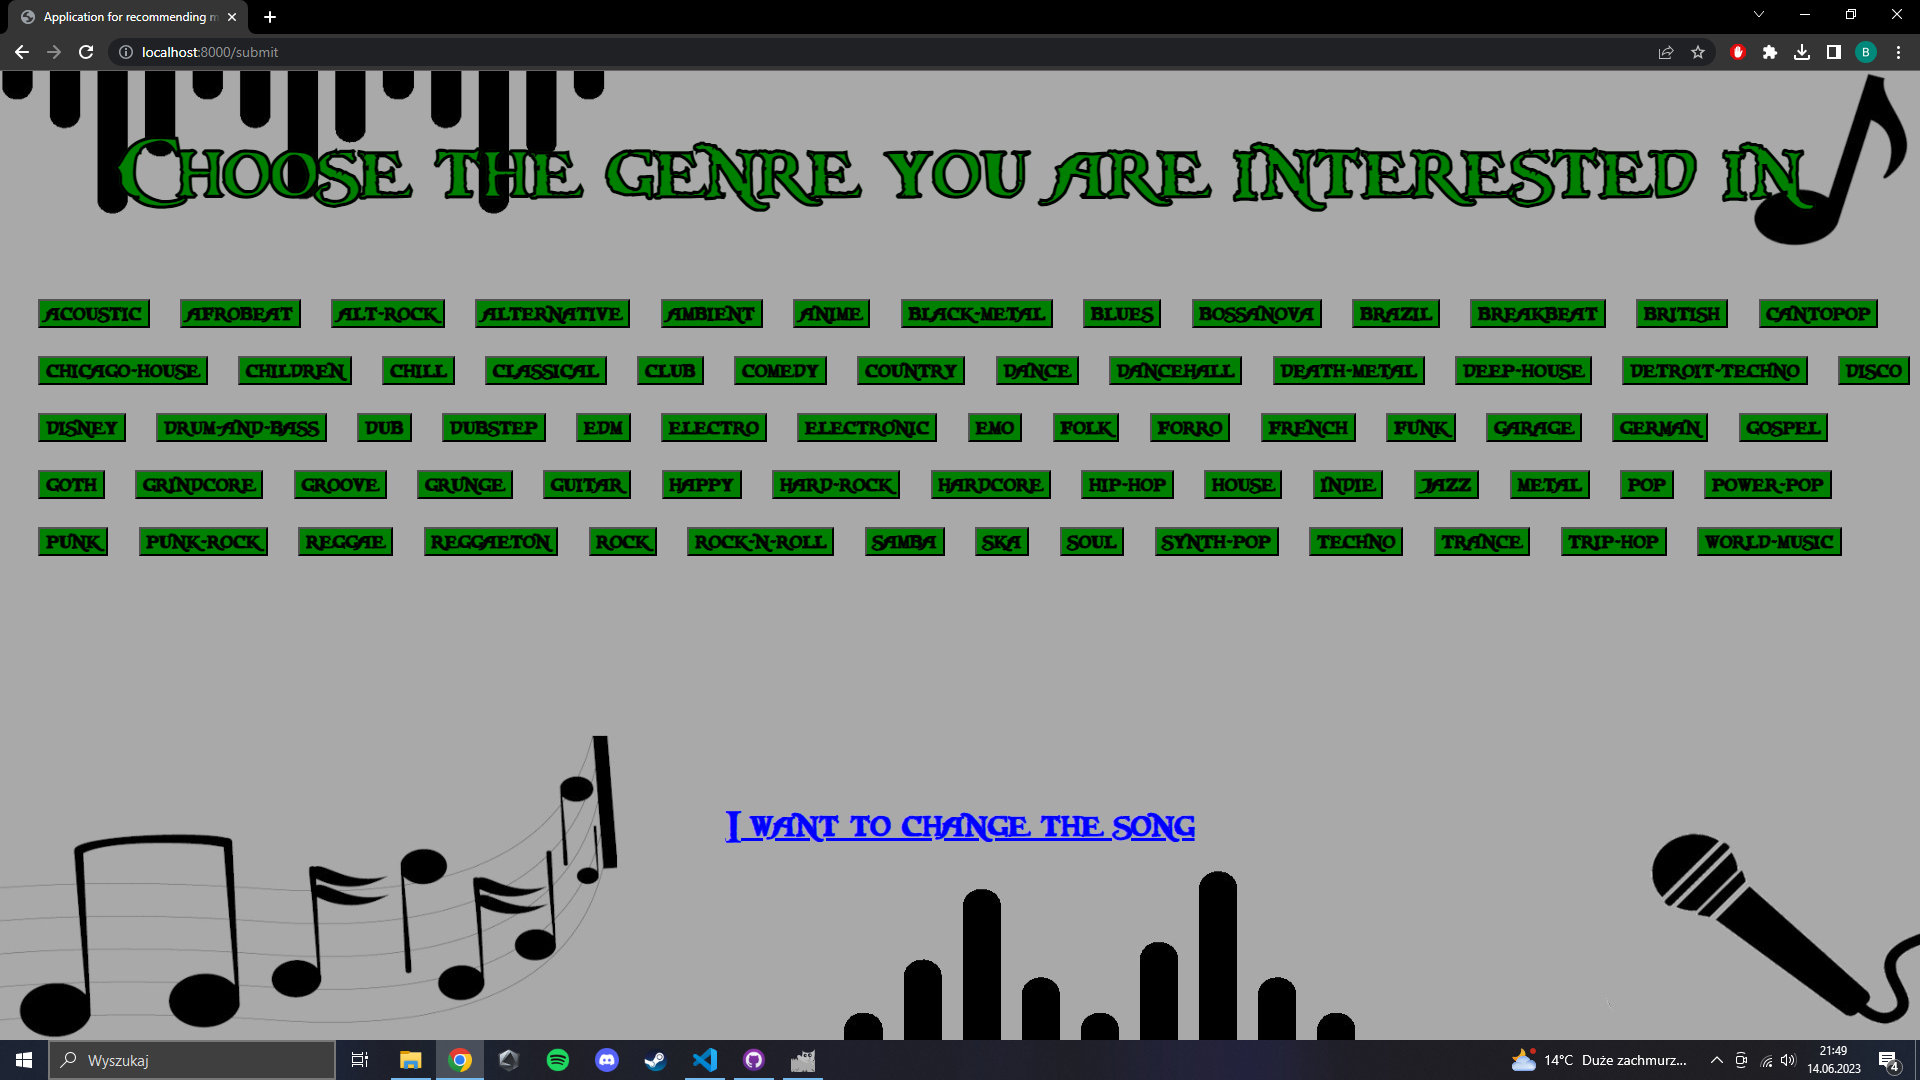 Application for recommending m
localhost:8000/submit
B
Choose the genre you are interested in
acoustic afrobeat alt-rock alternative ambient anime black-metal blues bossanova brazil breakbeat british cantopop
chicago-house children chill classical club comedy country dance dancehall death-metal deep-house detroit-techno disco
disney drum-and-bass dub dubstep edm electro electronic emo folk forro french funk garage german gospel
goth grindcore groove grunge guitar happy hard-rock hardcore hip-hop house indie jazz metal pop power-pop
punk punk-rock reggae reggaeton rock rock-n-roll samba ska soul synth-pop techno trance trip-hop world-music
I want to change the song
Wyszukaj
14°C Duże zachmurz...
21:49
14.06.2023
4